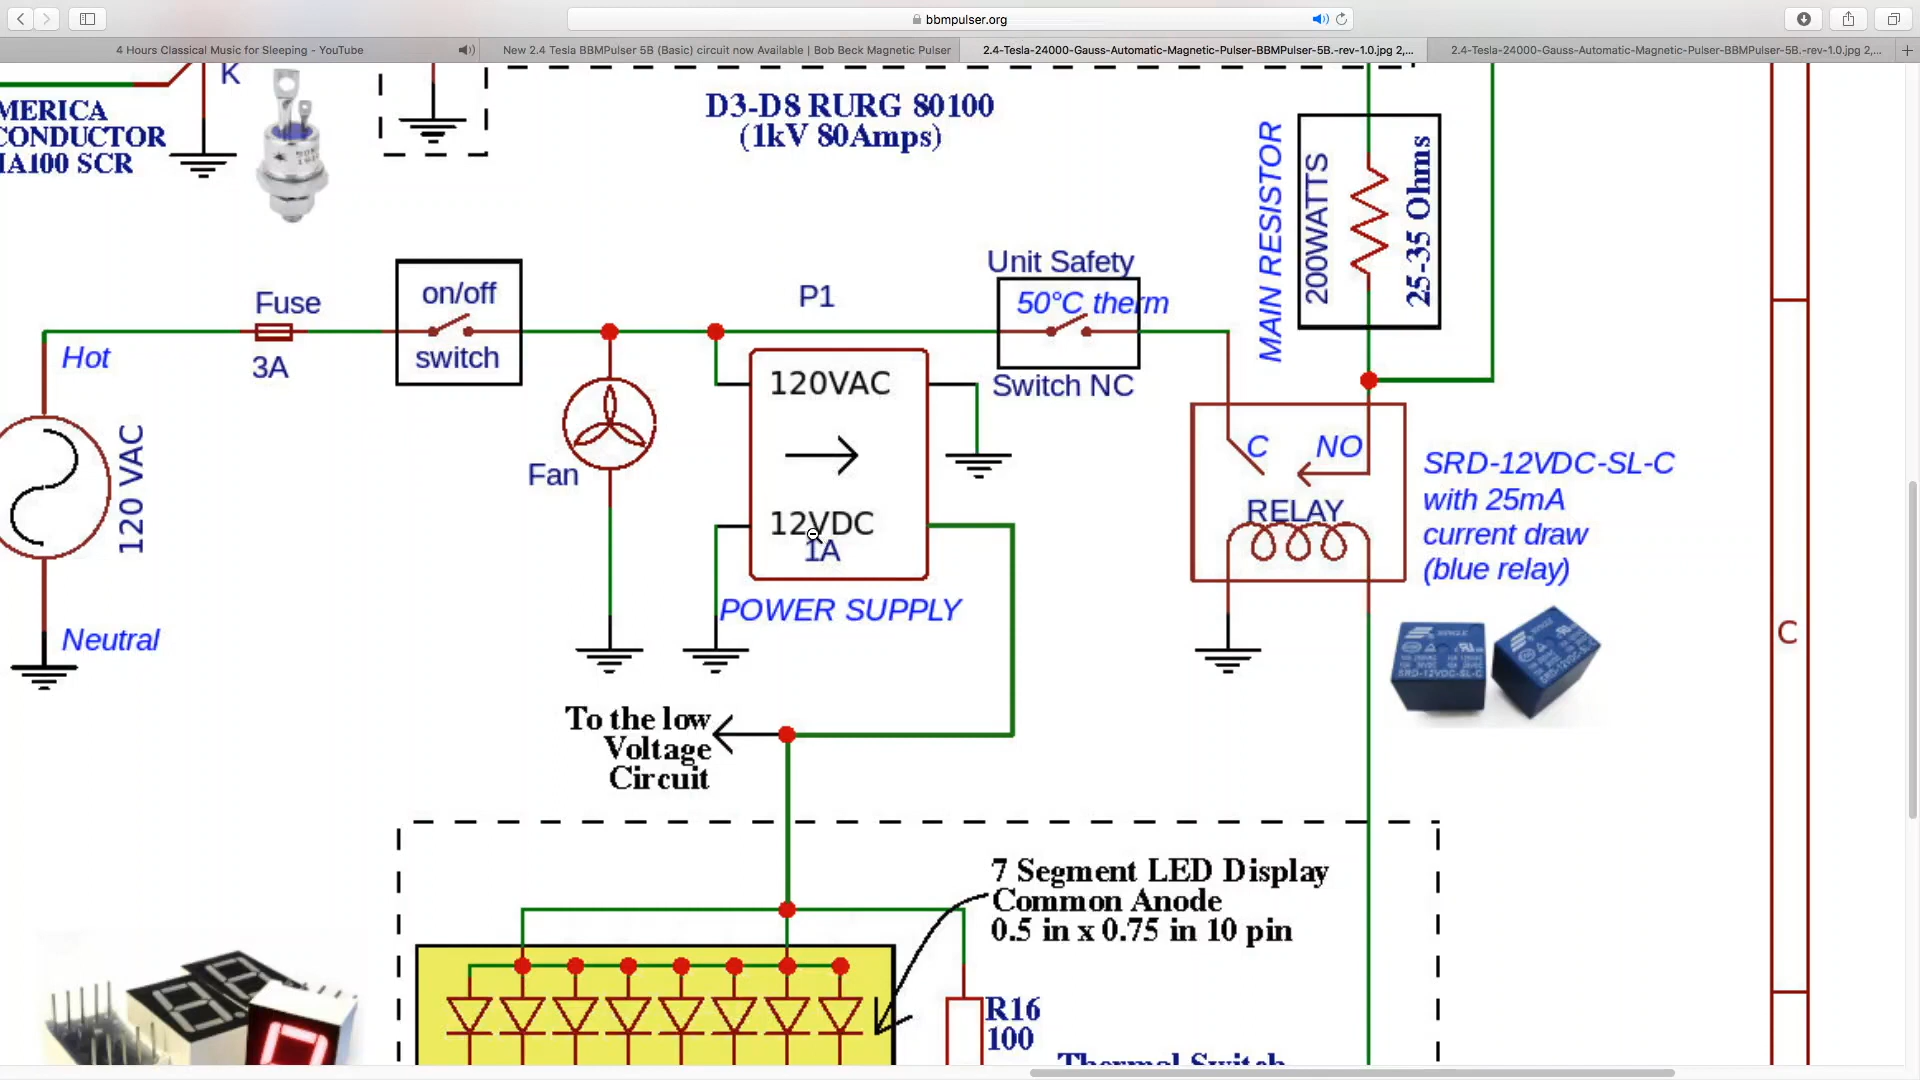 bbmpulser.org
4 Hours Classical Music for Sleeping - YouTube
New 2.4 Tesla BBMPulser 5B (Basic) circuit now Available | Bob Beck Magnetic Pulser
2.4-Tesla-24000-Gauss-Automatic-Magnetic-Pulser-BBMPulser-5B.-rev-1.0.jpg 2,...
2.4-Tesla-24000-Gauss-Automatic-Magnetic-Pulser-BBMPulser-5B.-rev-1.0.jpg 2,...
K
MERICA
CONDUCTOR
IA100 SCR
D3-D8 RURG 80100
(1kV 80Amps)
MAIN RESISTOR
200WATTS
25-35 Ohms
Fuse
3A
on/off
switch
P1
Unit Safety
50°C therm
Switch NC
Hot
120 VAC
Neutral
Fan
120VAC
12VDC
1A
POWER SUPPLY
C
NO
RELAY
SRD-12VDC-SL-C
with 25mA
current draw
(blue relay)
SRD-12VDC-SL-C
C
To the low
Voltage
Circuit
7 Segment LED Display
Common Anode
0.5 in x 0.75 in 10 pin
R16
100
Thermal Switch